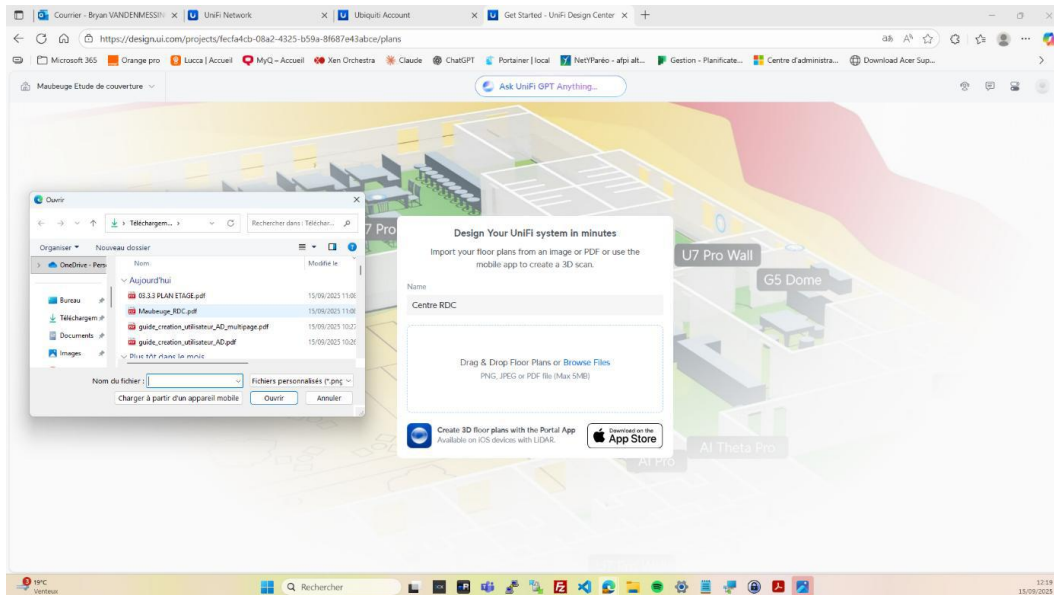 Courrier - Bryan VANDENMESSIN
UniFi Network
Ubiquiti Account
Get Started - UniFi Design Center
https://design.ui.com/projects/fecfa4cb-08a2-4325-b59a-8f687e43abce/plans
Microsoft 365
Orange pro
Lucca | Accueil
MyQ – Accueil
Xen Orchestra
Claude
ChatGPT
Portainer | local
NetYParéo - afpi alt...
Gestion - Planificate...
Centre d'administra...
Download Acer Sup...
Maubeuge Etude de couverture
Ask UniFi GPT Anything...
Ouvrir
Téléchargem...
Rechercher dans : Téléchar...
Organiser
Nouveau dossier
OneDrive - Pers
Nom
Modifié le
Aujourd'hui
03.3.3 PLAN ETAGE.pdf
15/09/2025 11:08
Bureau
Maubeuge_RDC.pdf
15/09/2025 11:08
Téléchargem
guide_creation_utilisateur_AD_multipage.pdf
15/09/2025 10:27
Documents
guide_creation_utilisateur_AD.pdf
15/09/2025 10:26
Images
Plus tôt dans le mois
Nom du fichier :
Fichiers personnalisés (*.png
Charger à partir d'un appareil mobile
Ouvrir
Annuler
7 Pro
Design Your UniFi system in minutes
Import your floor plans from an image or PDF or use the
mobile app to create a 3D scan.
Name
Centre RDC
Drag & Drop Floor Plans or Browse Files
PNG, JPEG or PDF file (Max 5MB)
Create 3D floor plans with the Portal App
Available on iOS devices with LiDAR.
Download on the
App Store
U7 Pro Wall
G5 Dome
AI Theta Pro
AI Pro
3
19°C
Venteux
Rechercher
12:19
15/09/2025